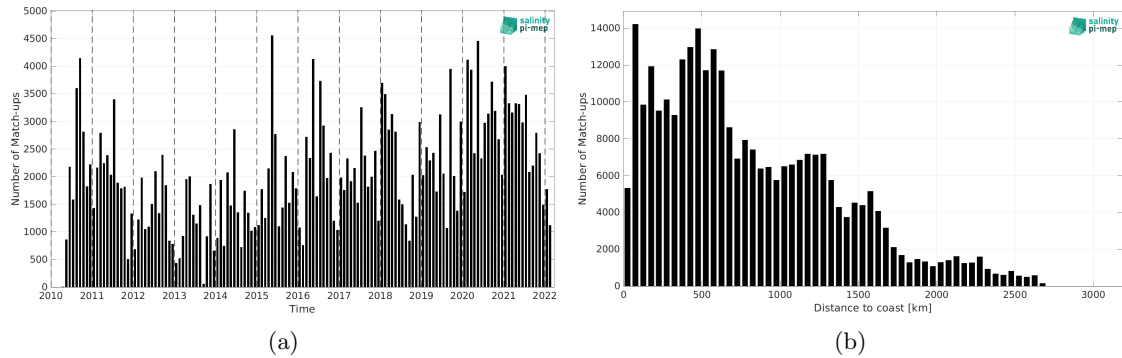 5000
4500
4000
3500
3000
2500
2000
1500
1000
500
0
Number of Match-ups
salinity
pi-mep
2010 2011 2012 2013 2014 2015 2016 2017 2018 2019 2020 2021 2022
Time
(a)
14000
12000
10000
8000
6000
4000
2000
0
Number of Match-ups
salinity
pi-mep
0 500 1000 1500 2000 2500 3000
Distance to coast [km]
(b)